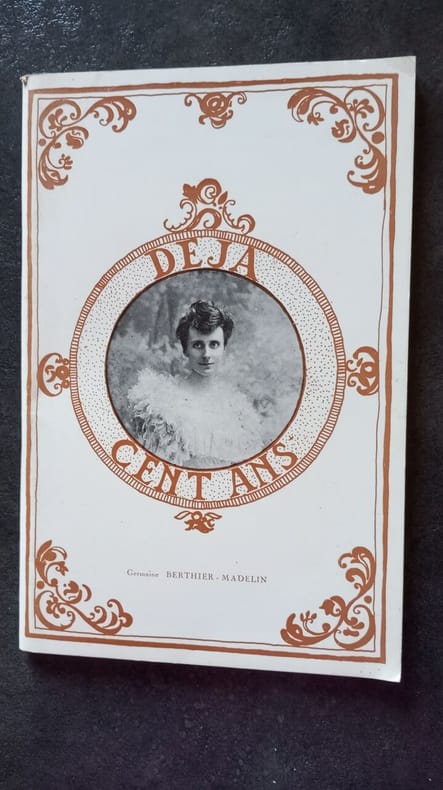 DEJA
CENT ANS
Germaine BERTHIER - MADELIN